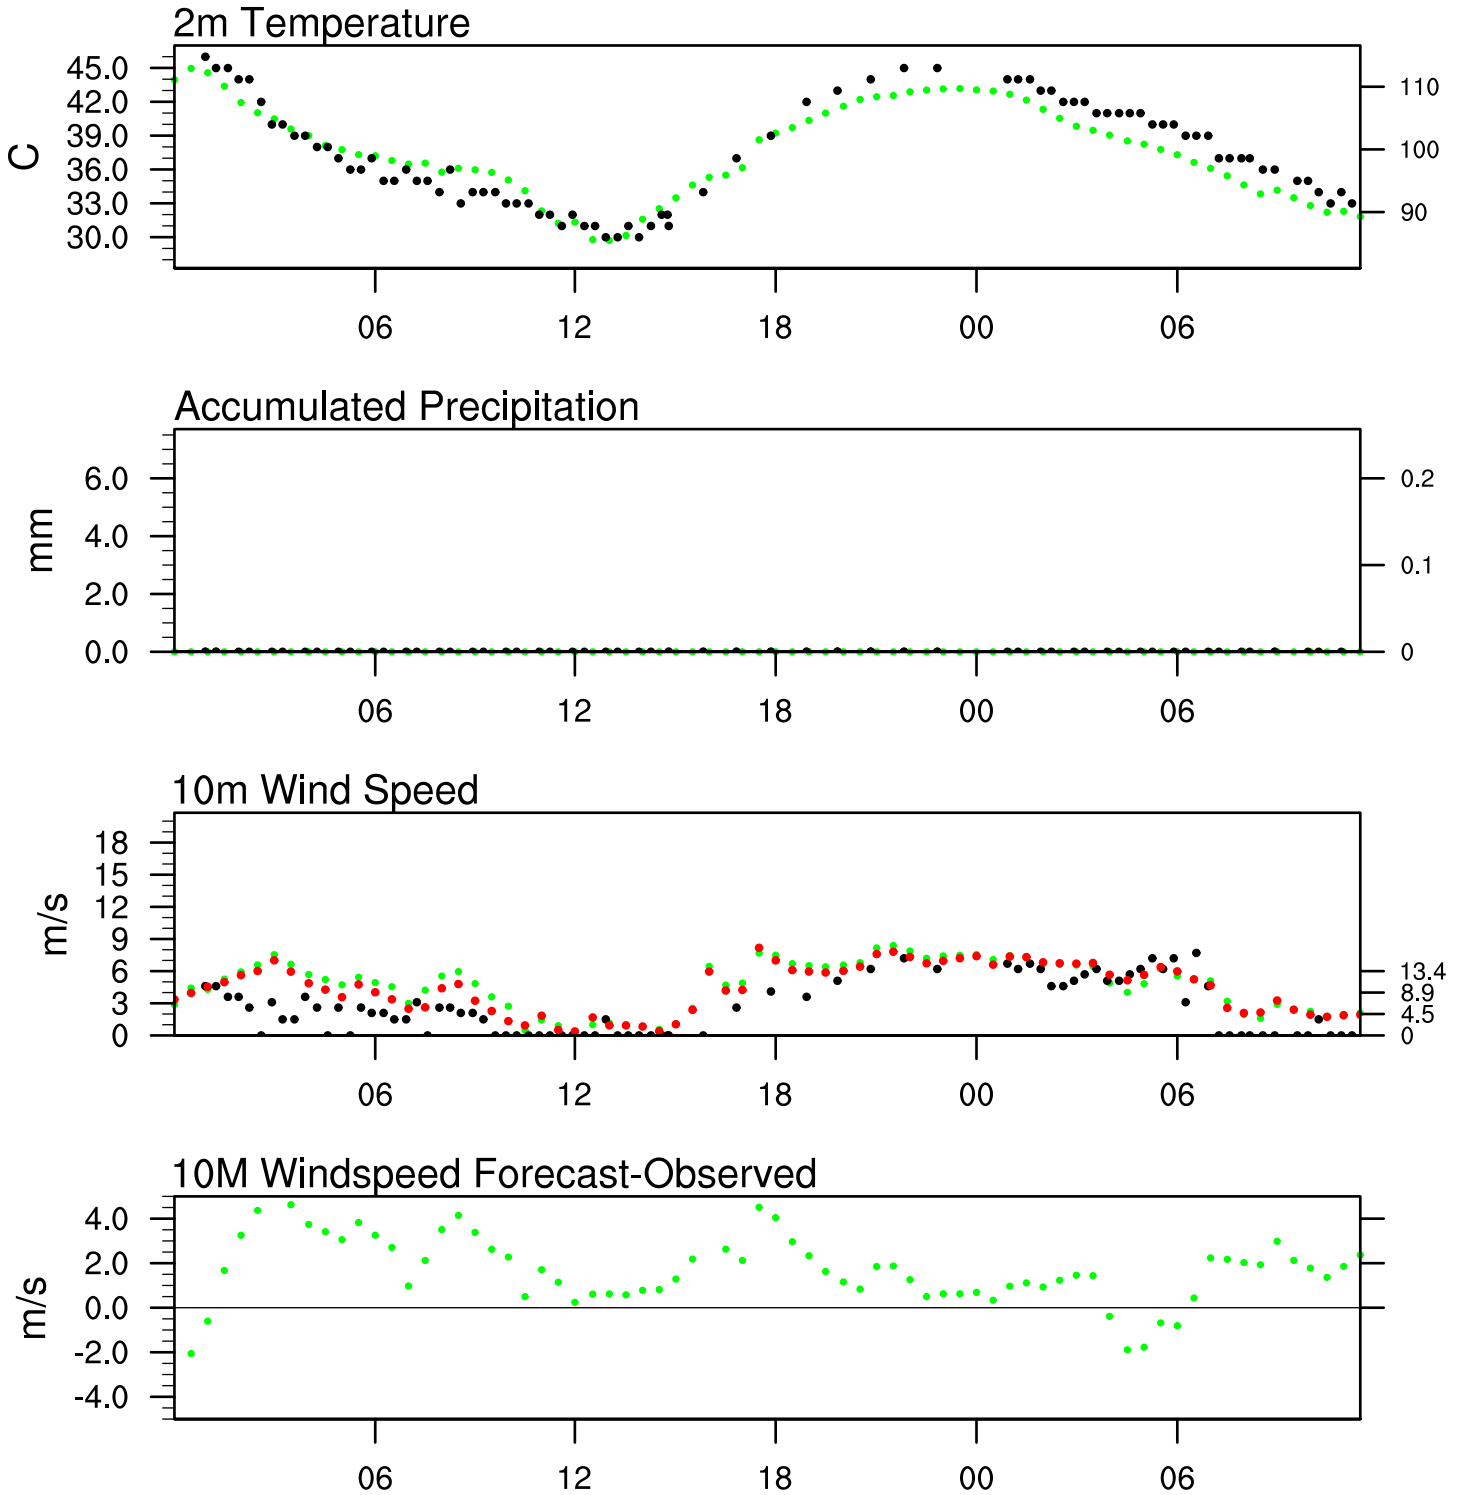 2m Temperature
45.0
42.0
39.0
36.0
33.0
30.0
C
110
100
90
06 12 18 00 06
Accumulated Precipitation
6.0
4.0
2.0
0.0
mm
0.2
0.1
0
06 12 18 00 06
10m Wind Speed
18
15
12
9
6
3
0
m/s
13.4
8.9
4.5
0
06 12 18 00 06
10M Windspeed Forecast-Observed
4.0
2.0
0.0
-2.0
-4.0
m/s
06 12 18 00 06